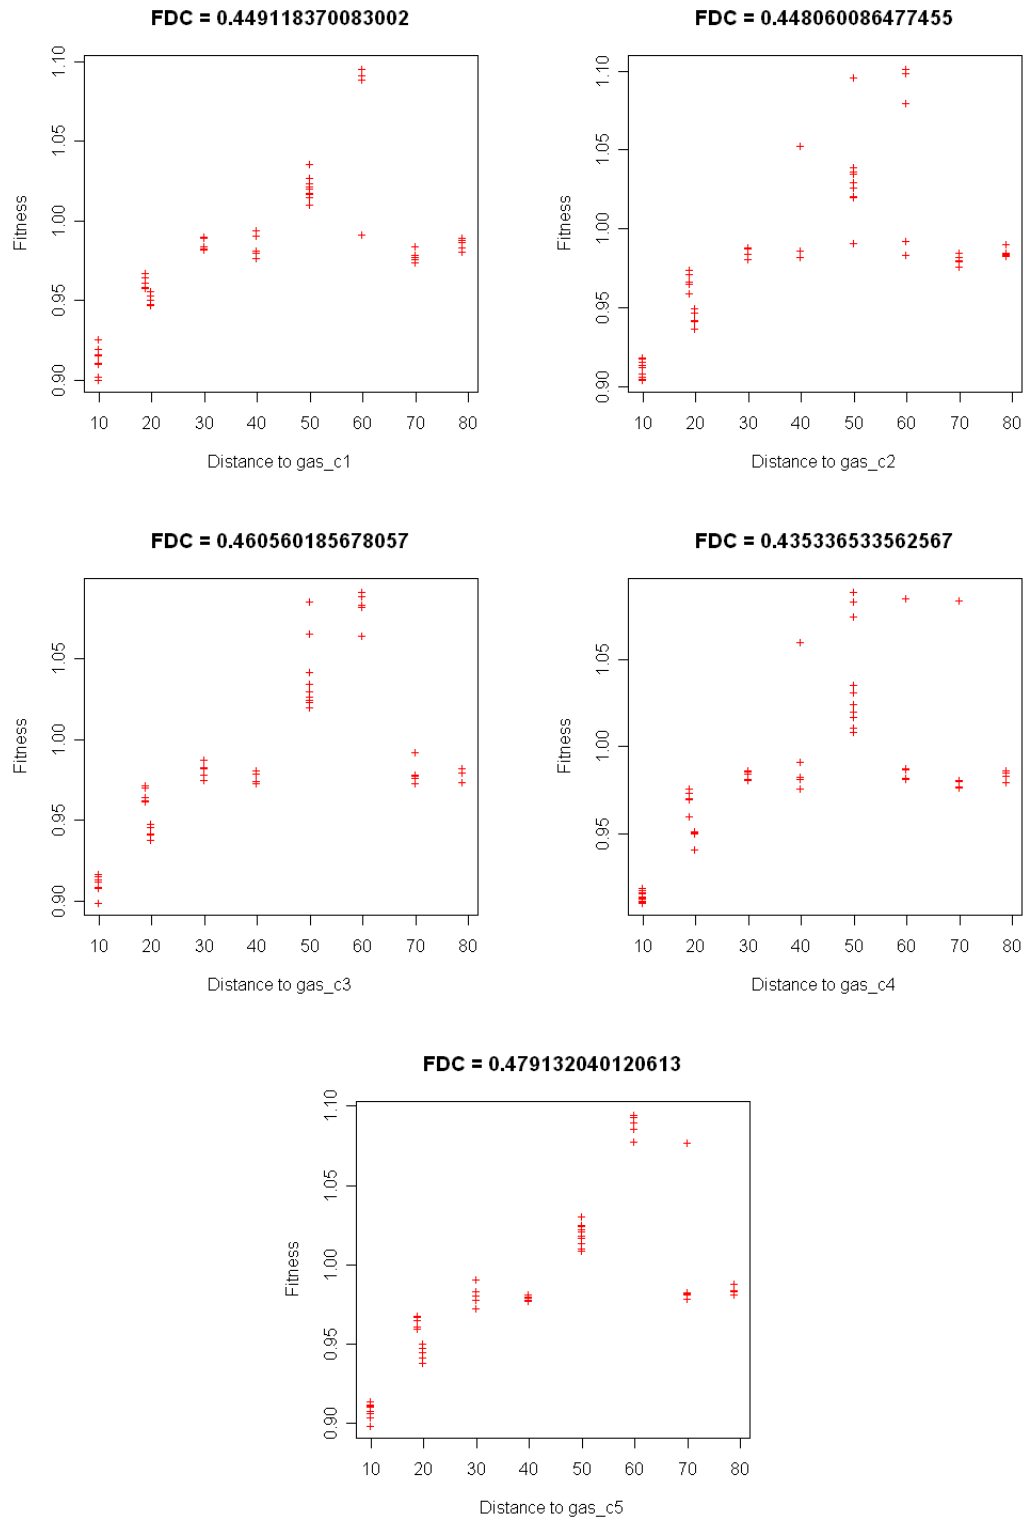 FDC = 0.449118370083002
Fitness
1.10
1.05
1.00
0.95
0.90
10 20 30 40 50 60 70 80
Distance to gas_c1
FDC = 0.448060086477455
Fitness
1.10
1.05
1.00
0.95
0.90
10 20 30 40 50 60 70 80
Distance to gas_c2
FDC = 0.460560185678057
Fitness
1.05
1.00
0.95
0.90
10 20 30 40 50 60 70 80
Distance to gas_c3
FDC = 0.435336533562567
Fitness
1.05
1.00
0.95
10 20 30 40 50 60 70 80
Distance to gas_c4
FDC = 0.479132040120613
Fitness
1.10
1.05
1.00
0.95
0.90
10 20 30 40 50 60 70 80
Distance to gas_c5